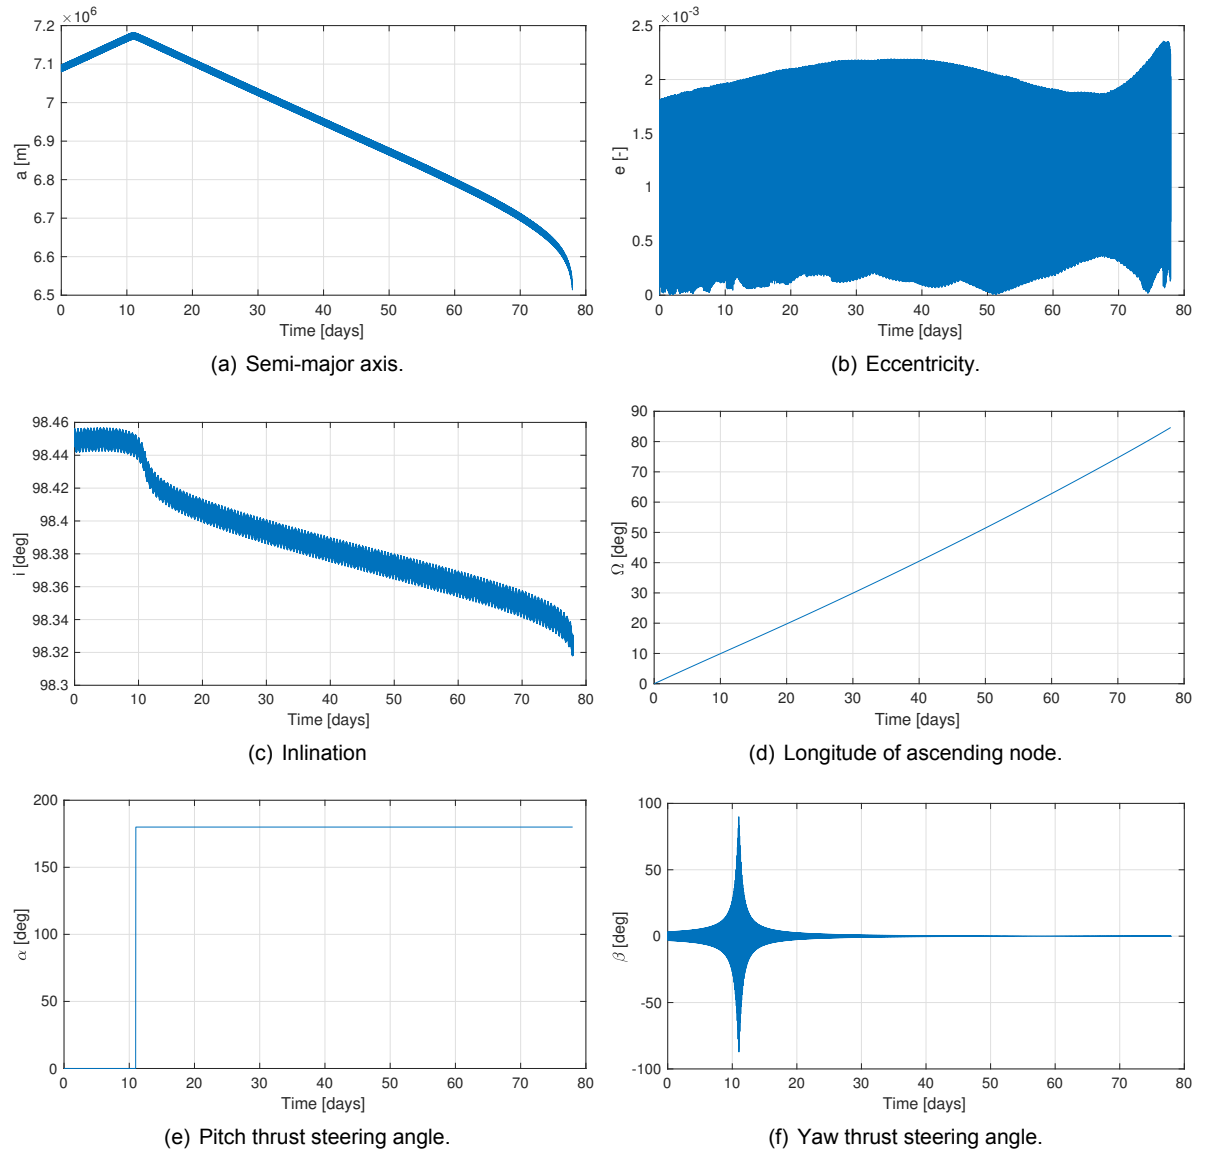 ×10⁶
7.2
7.1
7
6.9
6.8
6.7
6.6
6.5
a [m]
0 10 20 30 40 50 60 70 80
Time [days]
(a) Semi-major axis.
×10⁻³
2.5
2
1.5
1
0.5
0
e [-]
0 10 20 30 40 50 60 70 80
Time [days]
(b) Eccentricity.
98.46
98.44
98.42
98.4
98.38
98.36
98.34
98.32
98.3
i [deg]
0 10 20 30 40 50 60 70 80
Time [days]
(c) Inlination
90
80
70
60
50
40
30
20
10
0
Ω [deg]
0 10 20 30 40 50 60 70 80
Time [days]
(d) Longitude of ascending node.
200
150
100
50
0
α [deg]
0 10 20 30 40 50 60 70 80
Time [days]
(e) Pitch thrust steering angle.
100
50
0
-50
-100
β [deg]
0 10 20 30 40 50 60 70 80
Time [days]
(f) Yaw thrust steering angle.